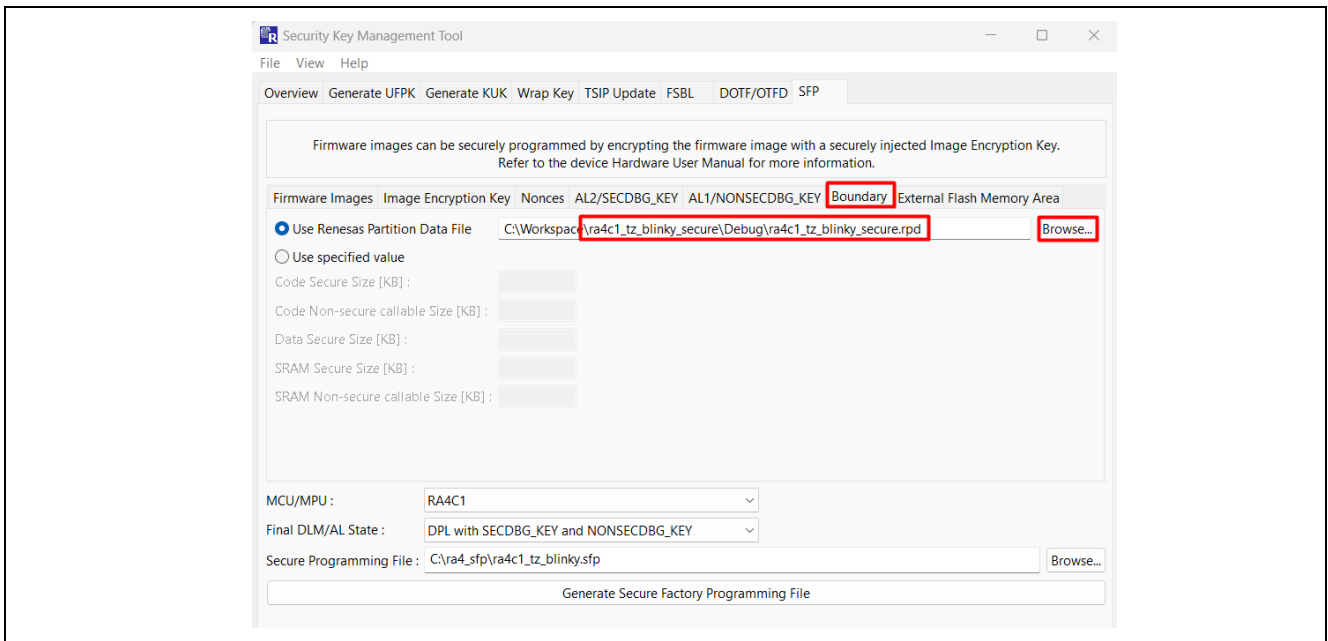 Security Key Management Tool
File View Help
Overview Generate UFPK Generate KUK Wrap Key TSIP Update FSBL DOTF/OTFD SFP
Firmware images can be securely programmed by encrypting the firmware image with a securely injected Image Encryption Key.
Refer to the device Hardware User Manual for more information.
Firmware Images Image Encryption Key Nonces AL2/SECDBG_KEY AL1/NONSECDBG_KEY Boundary External Flash Memory Area
Use Renesas Partition Data File C:\Workspace\ra4c1_tz_blinky_secure\Debug\ra4c1_tz_blinky_secure.rpd Browse...
Use specified value
Code Secure Size [KB] :
Code Non-secure callable Size [KB] :
Data Secure Size [KB] :
SRAM Secure Size [KB] :
SRAM Non-secure callable Size [KB] :
MCU/MPU : RA4C1
Final DLM/AL State : DPL with SECDBG_KEY and NONSECDBG_KEY
Secure Programming File : C:\ra4_sfp\ra4c1_tz_blinky.sfp Browse...
Generate Secure Factory Programming File